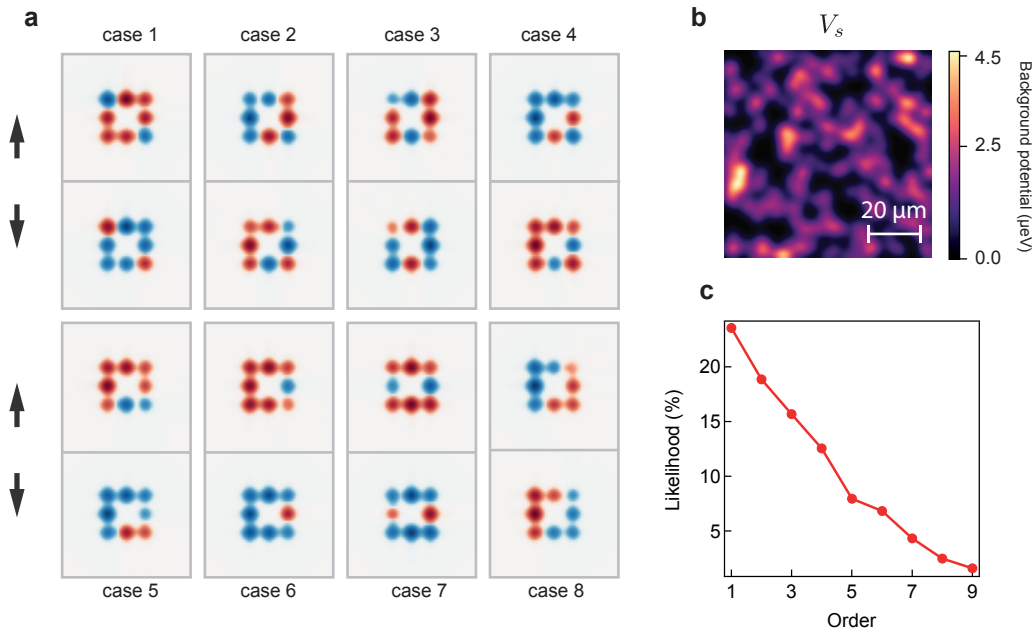 a
case 1 case 2 case 3 case 4
case 5 case 6 case 7 case 8
b
V_s
4.5
2.5
0.0
Background potential (μeV)
20 μm
c
Likelihood (%)
20
15
10
5
1 3 5 7 9
Order